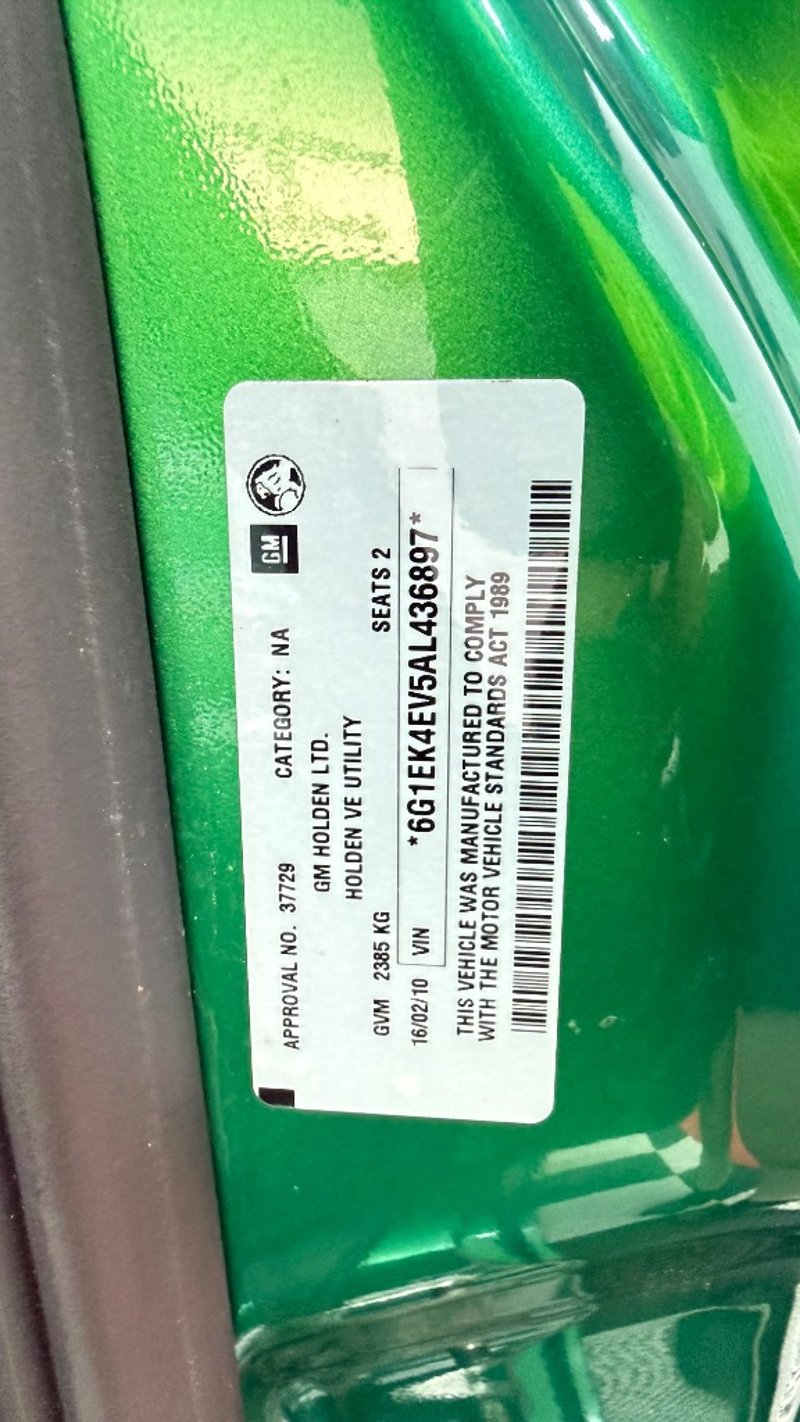 APPROVAL NO. 37729 CATEGORY: NA GM
GM HOLDEN LTD.
HOLDEN VE UTILITY
GVM 2385 KG SEATS 2
16/02/10 VIN *6G1EK4EV5AL436897*
THIS VEHICLE WAS MANUFACTURED TO COMPLY
WITH THE MOTOR VEHICLE STANDARDS ACT 1989